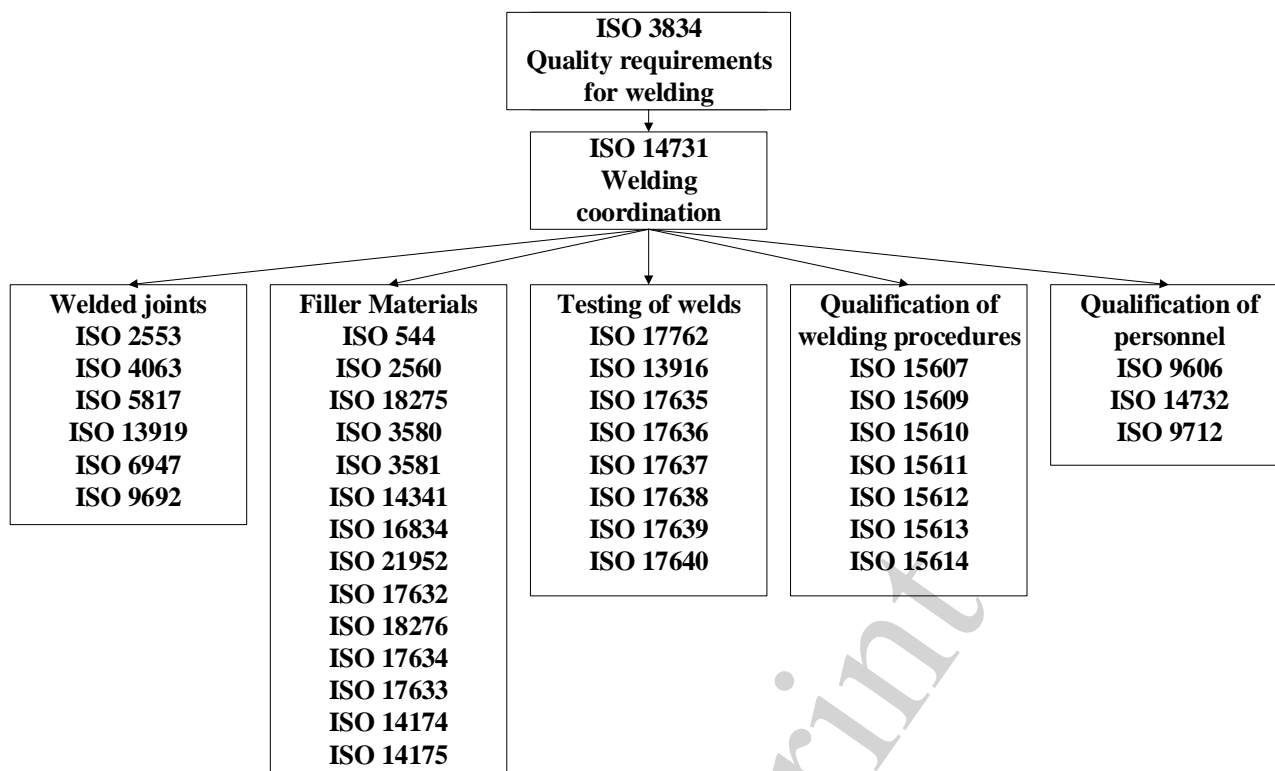 ISO 3834
Quality requirements
for welding
ISO 14731
Welding
coordination
Welded joints
ISO 2553
ISO 4063
ISO 5817
ISO 13919
ISO 6947
ISO 9692
Filler Materials
ISO 544
ISO 2560
ISO 18275
ISO 3580
ISO 3581
ISO 14341
ISO 16834
ISO 21952
ISO 17632
ISO 18276
ISO 17634
ISO 17633
ISO 14174
ISO 14175
Testing of welds
ISO 17762
ISO 13916
ISO 17635
ISO 17636
ISO 17637
ISO 17638
ISO 17639
ISO 17640
Qualification of
welding procedures
ISO 15607
ISO 15609
ISO 15610
ISO 15611
ISO 15612
ISO 15613
ISO 15614
Qualification of
personnel
ISO 9606
ISO 14732
ISO 9712
rint